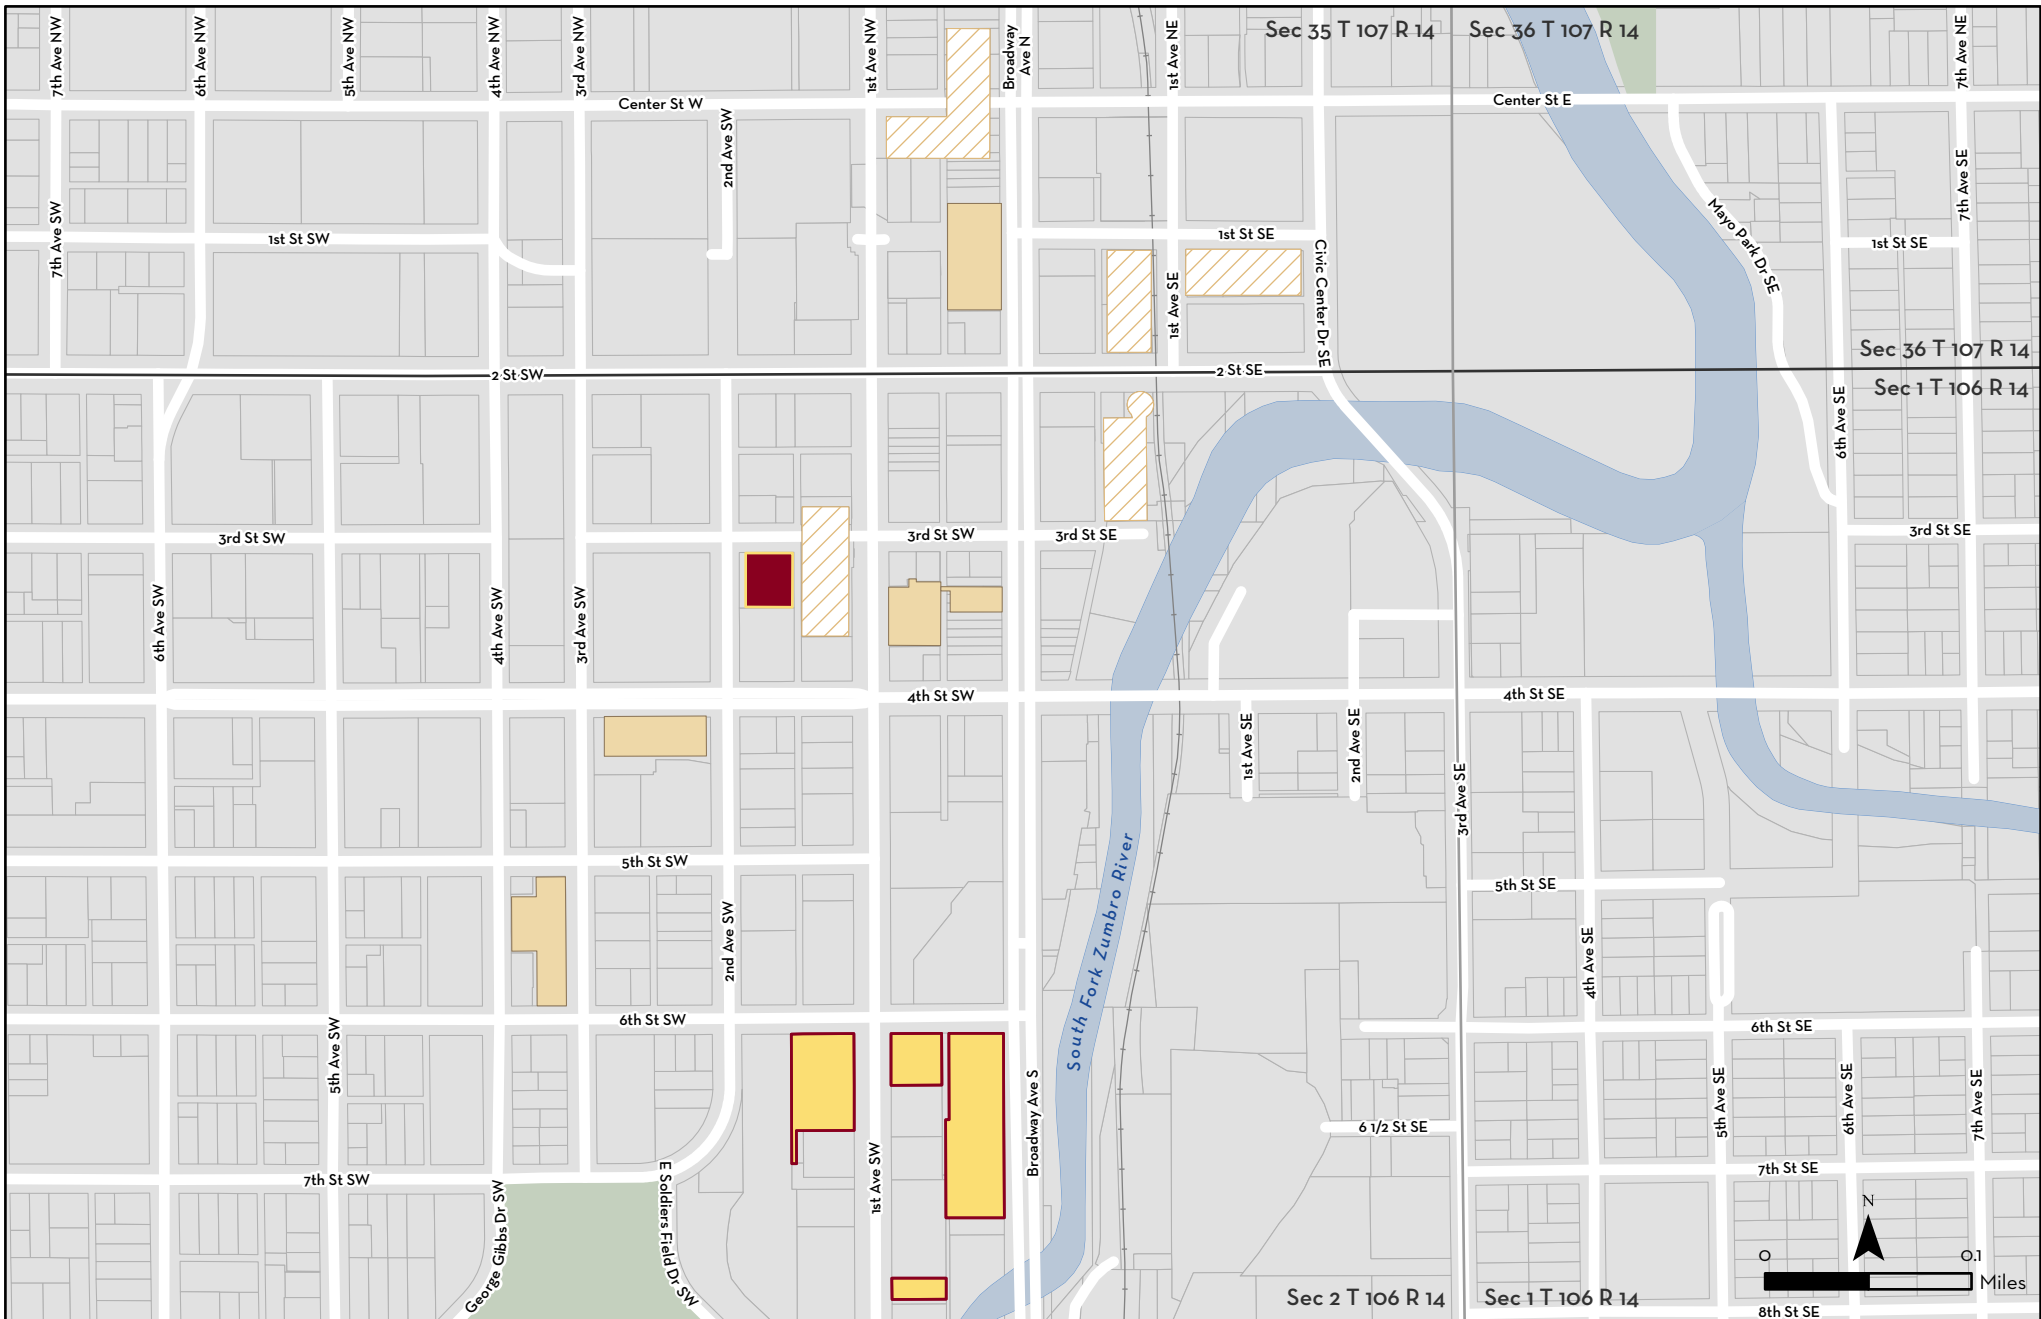 7th Ave NW
6th Ave NW
5th Ave NW
4th Ave NW
3rd Ave NW
1st Ave NW
Broadway
Ave N
1st Ave NE
Sec 35 T 107 R 14
Sec 36 T 107 R 14
7th Ave NE
Center St W
Center St E
2nd Ave SW
7th Ave SW
7th Ave SE
Mayo Park Dr SE
1st St SW
1st St SE
1st St SE
Civic Center Dr SE
1st Ave SE
Sec 36 T 107 R 14
2 St SW
2 St SE
Sec 1 T 106 R 14
6th Ave SE
3rd St SW
3rd St SW
3rd St SE
3rd St SE
6th Ave SW
4th Ave SW
3rd Ave SW
4th St SW
4th St SE
1st Ave SE
2nd Ave SE
3rd Ave SE
5th St SW
5th St SE
South Fork Zumbro River
2nd Ave SW
4th Ave SE
6th St SW
6th St SE
5th Ave SW
Broadway Ave S
5th Ave SE
6th Ave SE
7th Ave SE
6 1/2 St SE
1st Ave SW
7th St SW
7th St SE
George Gibbs Dr SW
E Soldiers Field Dr SW
N
0 0.1
Miles
Sec 2 T 106 R 14
Sec 1 T 106 R 14
8th St SE